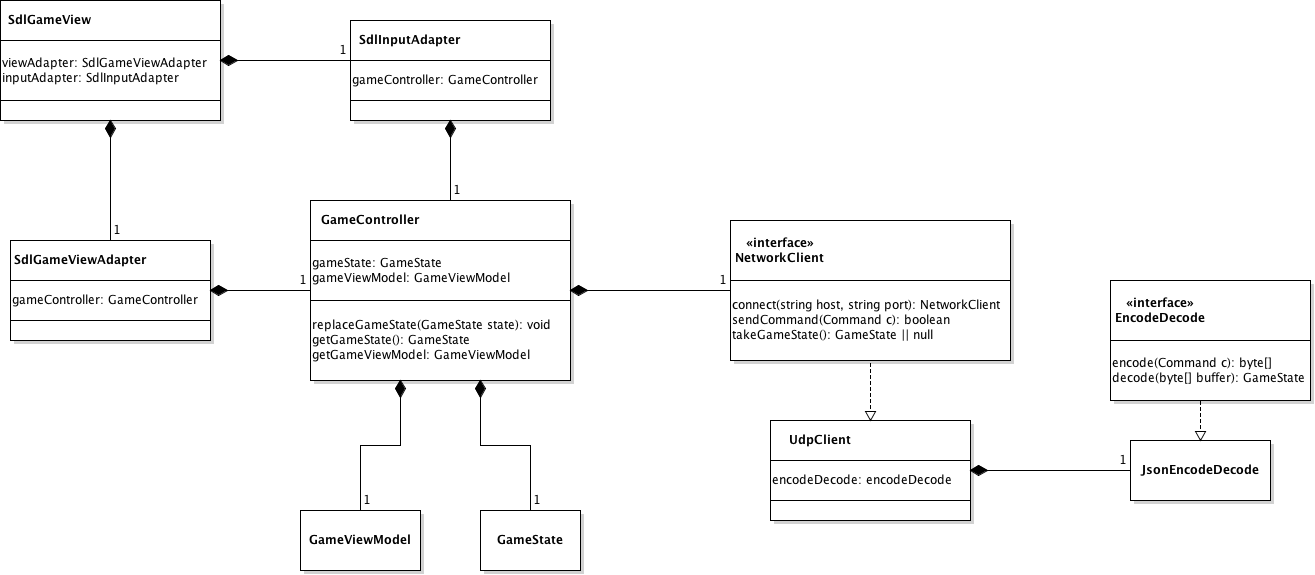 SdlGameView
viewAdapter: SdlGameViewAdapter
inputAdapter: SdlInputAdapter
1
SdlInputAdapter
gameController: GameController
1
1
SdlGameViewAdapter
gameController: GameController
1
GameController
gameState: GameState
gameViewModel: GameViewModel
replaceGameState(GameState state): void
getGameState(): GameState
getGameViewModel: GameViewModel
1
«interface»
NetworkClient
connect(string host, string port): NetworkClient
sendCommand(Command c): boolean
takeGameState(): GameState || null
«interface»
EncodeDecode
encode(Command c): byte[]
decode(byte[] buffer): GameState
UdpClient
encodeDecode: encodeDecode
1
JsonEncodeDecode
1
GameViewModel
1
GameState